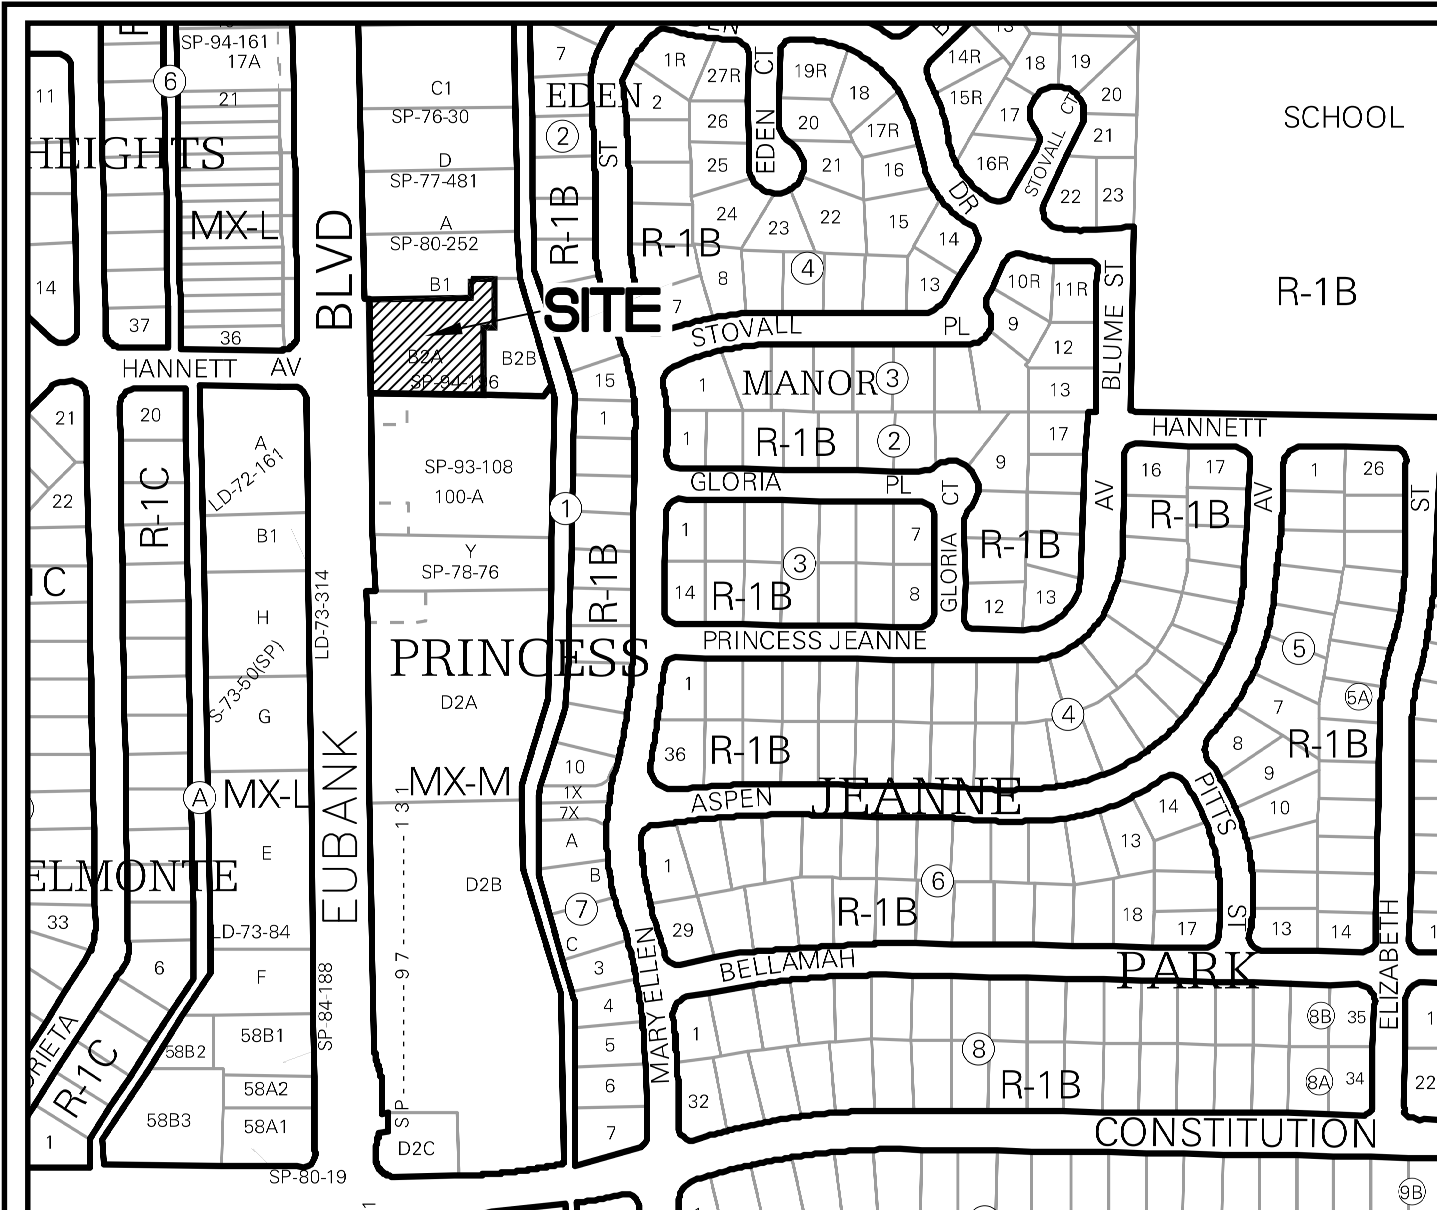 SP-94-161
17A
6
11
21
HEIGHTS
MX-L
14
37
36
HANNETT AV
BLVD
C1
SP-76-30
D
SP-77-481
A
SP-80-252
B1
B2A
SP-94-196
B2B
SITE
7
EDEN
2
ST
R-1B
15
1
1R
27R
2
26
25
24
23
22
21
20
19R
18
17R
16
15
14
13
EDEN CT
R-1B
8
7
4
STOVALL PL
DR
14R
15R
16R
17
18
19
20
21
22
23
STOVALL CT
SCHOOL
R-1B
10R
11R
9
12
13
BLUME ST
1
MANOR
3
1
R-1B
2
9
17
GLORIA PL
GLORIA CT
1
7
3
14
R-1B
8
R-1B
12
13
AV
HANNETT
16
17
R-1B
AV
1
26
ST
21
22
20
R-1C
A
LD-72-161
B1
LD-73-314
H
S-73-50(SP)
G
SP-93-108
100-A
Y
SP-78-76
1
R-1B
PRINCESS JEANNE
PRINCESS
D2A
1
36
R-1B
4
5
5A
7
8
9
10
R-1B
EUBANK
MX-L
A
MX-M
10
1X
7X
A
B
7
C
3
4
5
6
7
ASPEN
JEANNE
PITTS ST
14
13
1
29
6
R-1B
18
17
13
14
ELMONTE
E
33
LD-73-84
F
6
SP-84-188
SP-97-131
D2B
D2C
BELLAMAH
PARK
MARY ELLEN
ELIZABETH
58B1
58B2
58A2
58B3
58A1
SP-80-19
R-1C
1
1
32
8
R-1B
8B
35
8A
34
22
CONSTITUTION
9B